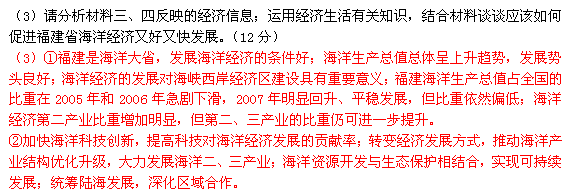 （3）请分析材料三、四反映的经济信息；运用经济生活有关知识，结合材料谈谈应该如何
促进福建省海洋经济又好又快发展。（12 分）
（3）①福建是海洋大省，发展海洋经济的条件好；海洋生产总值总体呈上升趋势，发展势
头良好；海洋经济的发展对海峡西岸经济区建设具有重要意义；福建海洋生产总值占全国的
比重在 2005 年和 2006 年急剧下滑，2007 年明显回升、平稳发展，但比重依然偏低；海洋
经济第二产业比重增加明显，但第二、三产业的比重仍可进一步提升。
②加快海洋科技创新，提高科技对海洋经济发展的贡献率；转变经济发展方式，推动海洋产
业结构优化升级，大力发展海洋二、三产业；海洋资源开发与生态保护相结合，实现可持续
发展；统筹陆海发展，深化区域合作。